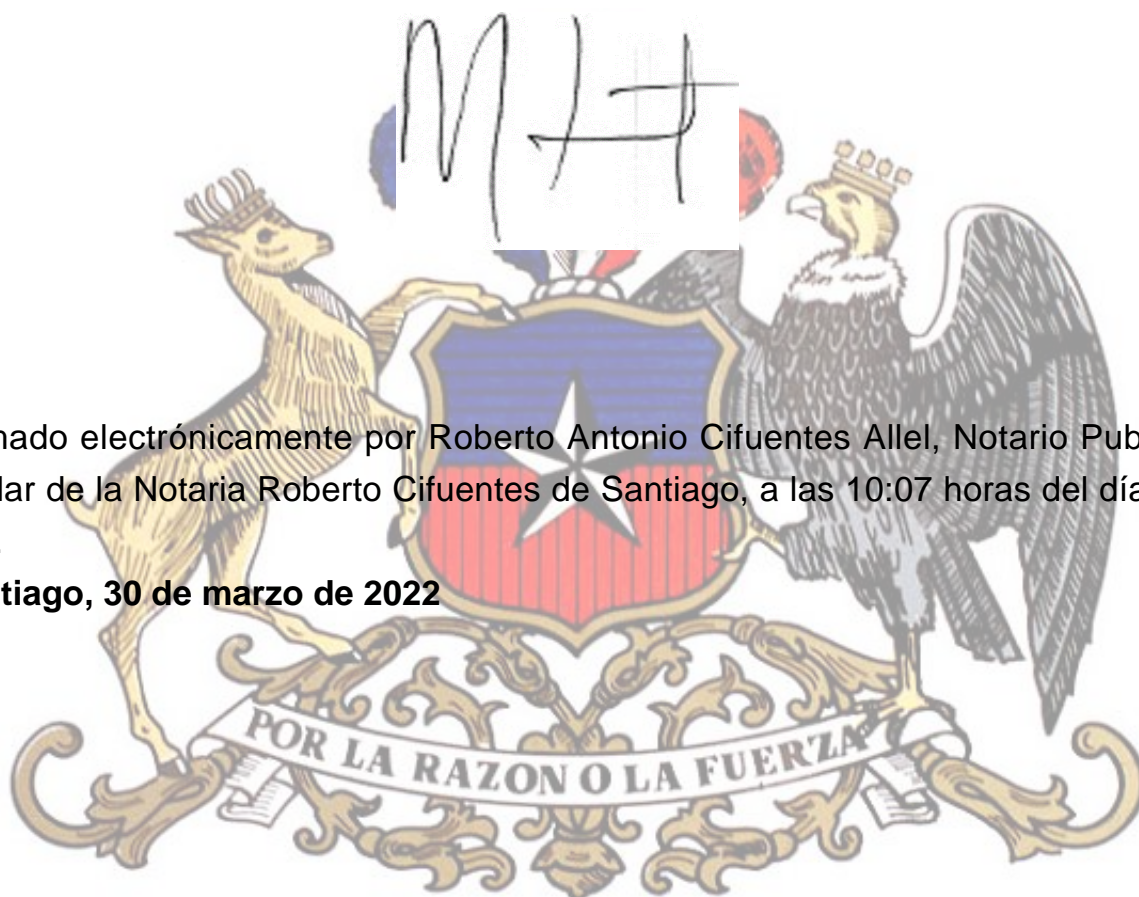 nado electrónicamente por Roberto Antonio Cifuentes Allel, Notario Pub
lar de la Notaria Roberto Cifuentes de Santiago, a las 10:07 horas del día
tiago, 30 de marzo de 2022
POR LA RAZON O LA FUERZA